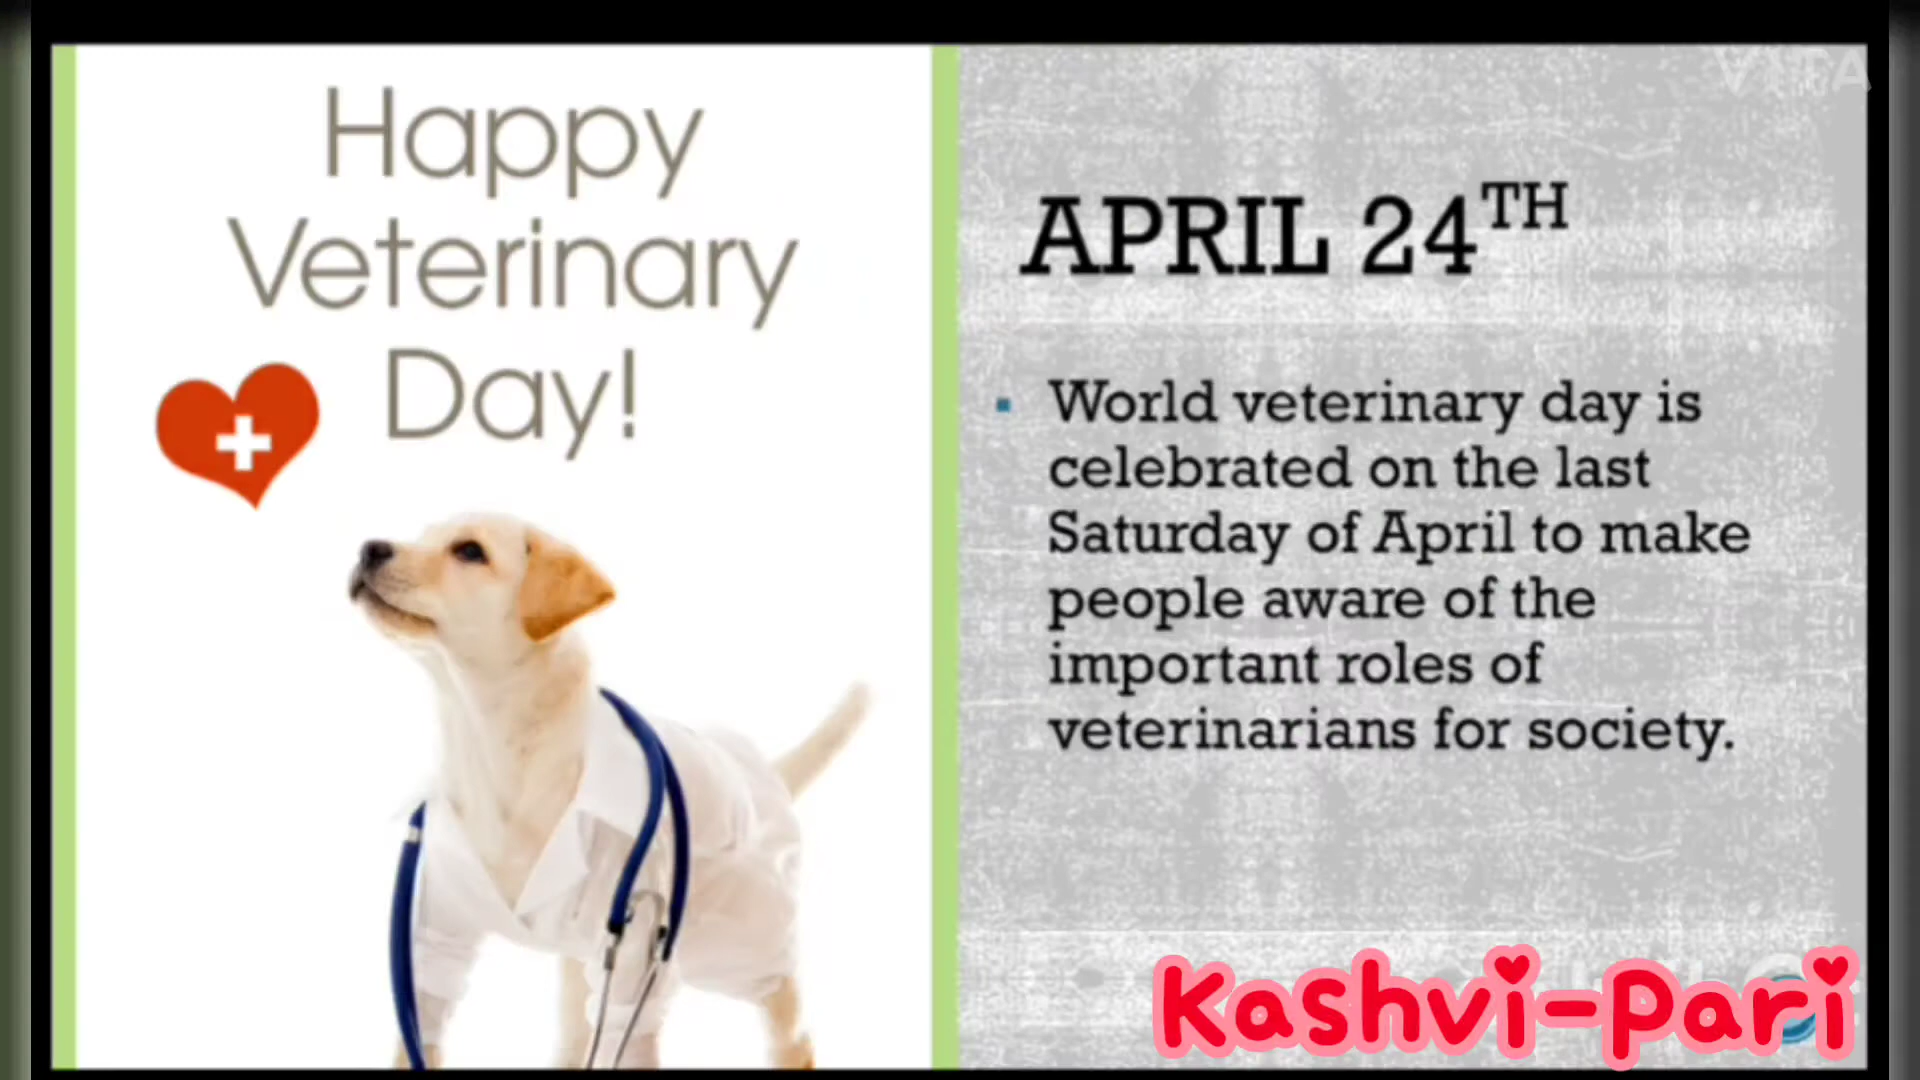 Happy
Veterinary
Day!
VITA
APRIL 24TH
World veterinary day is
celebrated on the last
Saturday of April to make
people aware of the
important roles of
veterinarians for society.
Kashvi-Pari